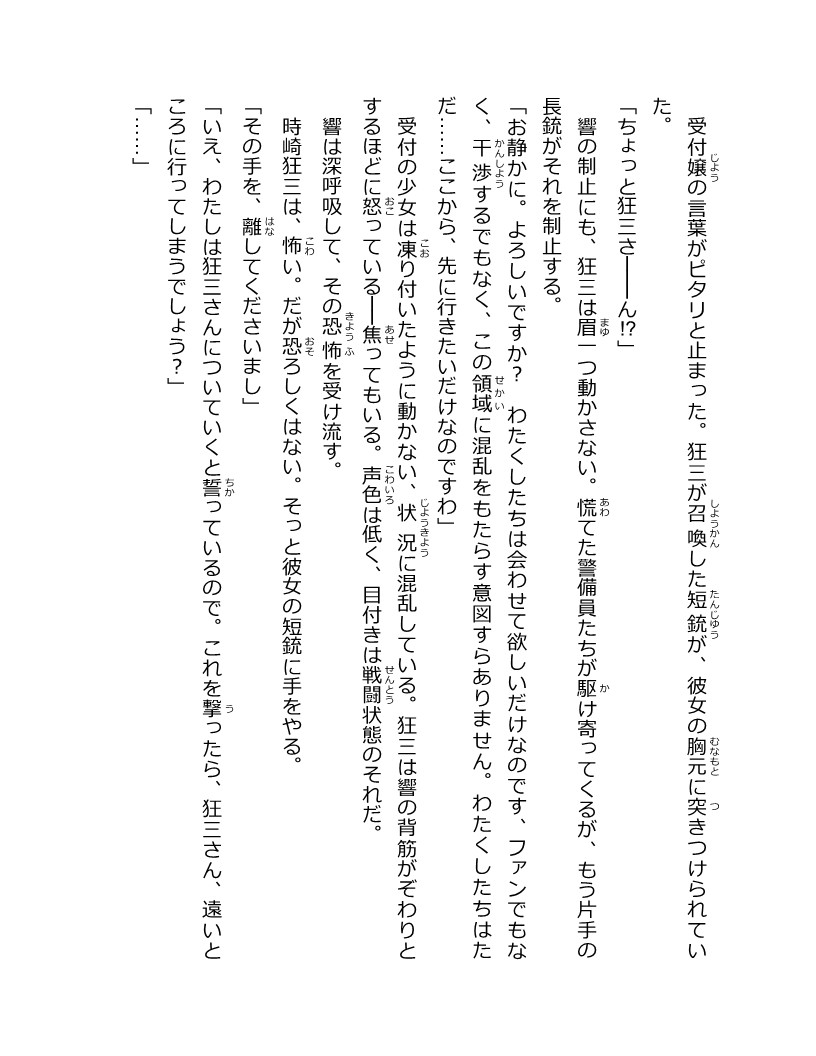 受付嬢の言葉がピタリと止まった。狂三が召喚した短銃が、彼女の胸元に突きつけられてい
た。
「ちょっと狂三さ――ん!?」
　響の制止にも、狂三は眉一つ動かさない。慌てた警備員たちが駆け寄ってくるが、もう片手の
長銃がそれを制止する。
「お静かに。よろしいですか？　わたくしたちは会わせて欲しいだけなのです、ファンでもな
く、干渉するでもなく、この領域に混乱をもたらす意図すらありません。わたくしたちはた
だ……ここから、先に行きたいだけなのですわ」
　受付の少女は凍り付いたように動かない、状況に混乱している。狂三は響の背筋がぞわりと
するほどに怒っている――焦ってもいる。声色は低く、目付きは戦闘状態のそれだ。
　響は深呼吸して、その恐怖を受け流す。
　時崎狂三は、怖い。だが恐ろしくはない。そっと彼女の短銃に手をやる。
「その手を、離してくださいまし」
「いえ、わたしは狂三さんについていくと誓っているので。これを撃ったら、狂三さん、遠いと
ころに行ってしまうでしょう？」
「……」